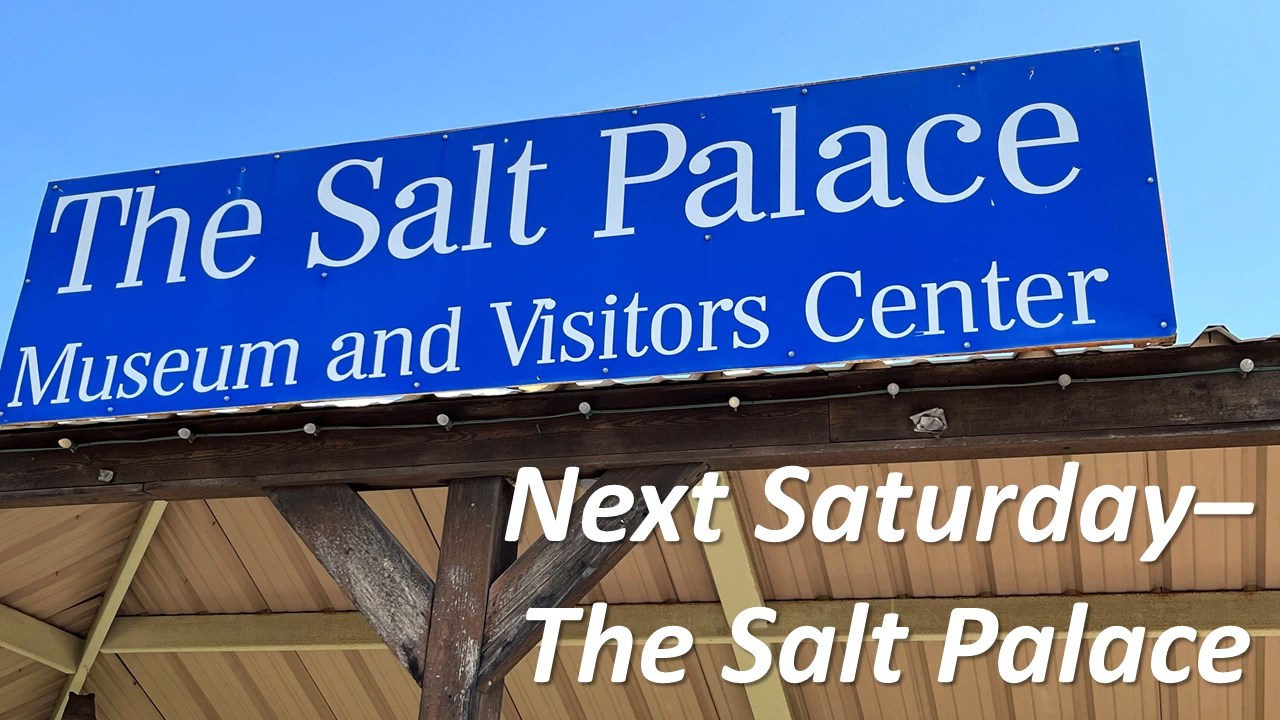 The Salt Palace
Museum and Visitors Center
Next Saturday–
The Salt Palace